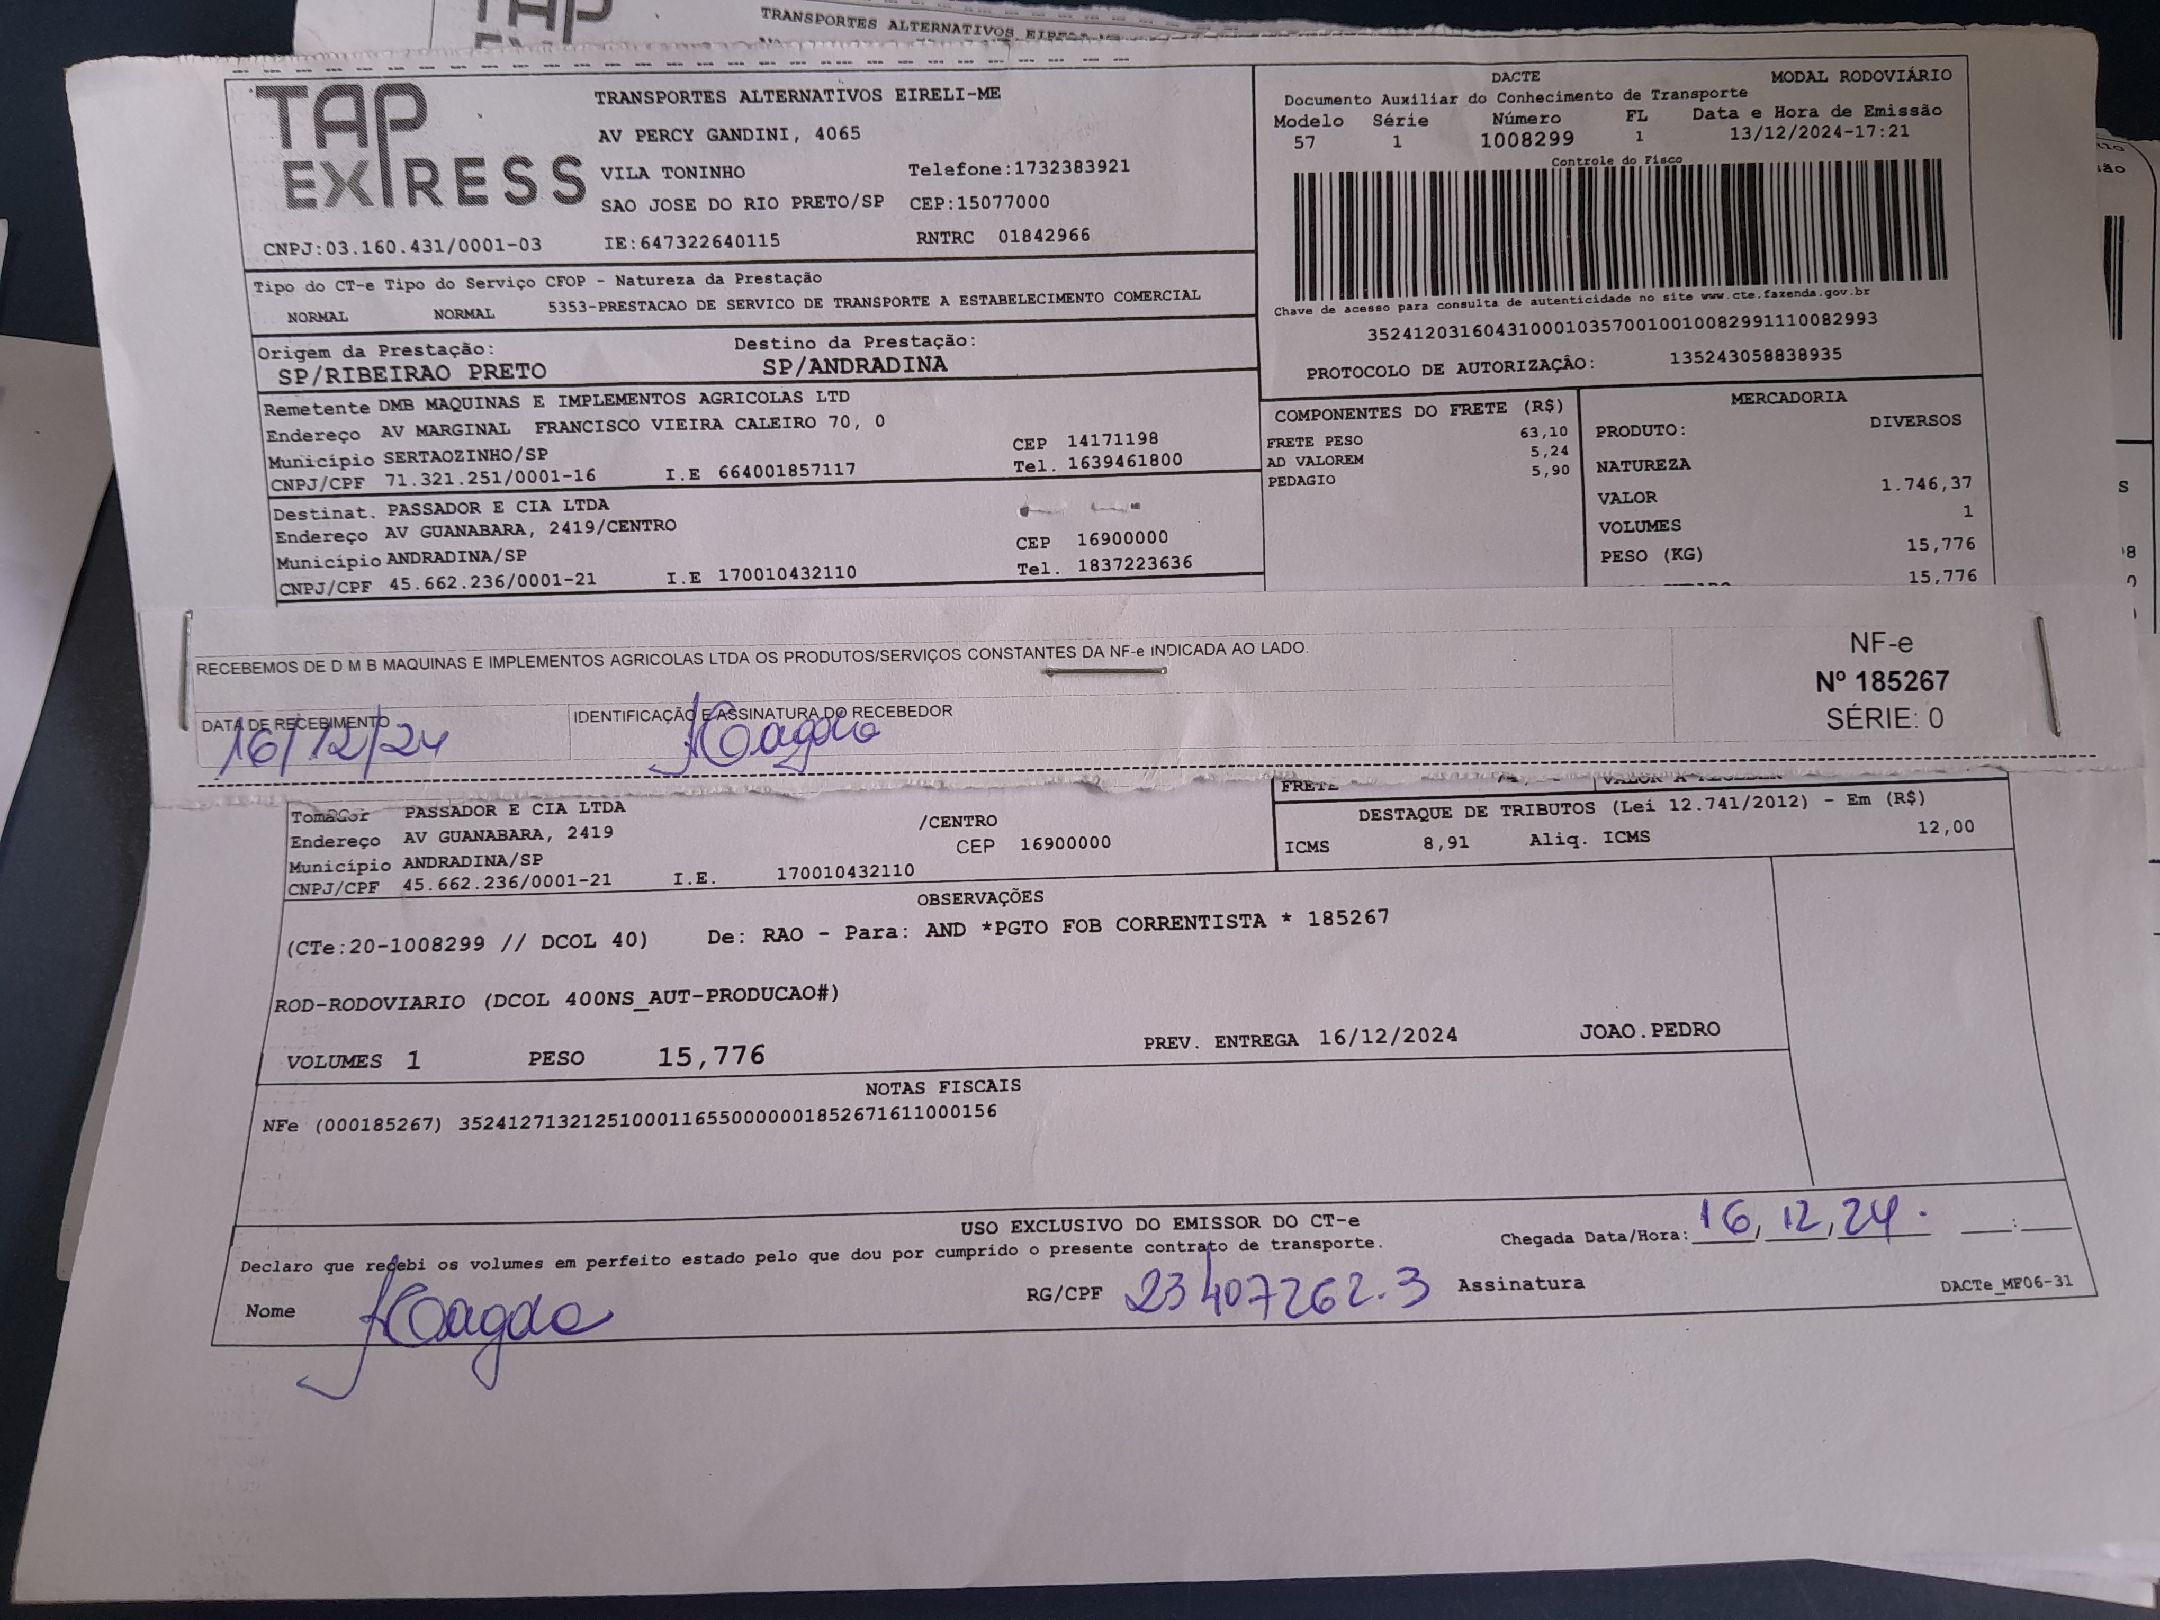 TRANSPORTES ALTERNATIVOS
TAP EXPRESS
TRANSPORTES ALTERNATIVOS EIRELI-ME
AV PERCY GANDINI, 4065
VILA TONINHO Telefone:1732383921
SAO JOSE DO RIO PRETO/SP CEP:15077000
CNPJ:03.160.431/0001-03 IE:647322640115 RNTRC 01842966
DACTE MODAL RODOVIÁRIO
Documento Auxiliar do Conhecimento de Transporte
Modelo Série Número FL Data e Hora de Emissão
57 1 1008299 1 13/12/2024-17:21
Controle do Fisco
Chave de acesso para consulta de autenticidade no site www.cte.fazenda.gov.br
35241203160431000103570010010082991110082993
PROTOCOLO DE AUTORIZAÇÃO: 135243058838935
Tipo do CT-e Tipo do Serviço CFOP - Natureza da Prestação
NORMAL NORMAL 5353-PRESTACAO DE SERVICO DE TRANSPORTE A ESTABELECIMENTO COMERCIAL
Origem da Prestação: Destino da Prestação:
SP/RIBEIRAO PRETO SP/ANDRADINA
Remetente DMB MAQUINAS E IMPLEMENTOS AGRICOLAS LTD
Endereço AV MARGINAL FRANCISCO VIEIRA CALEIRO 70, 0
Município SERTAOZINHO/SP CEP 14171198
CNPJ/CPF 71.321.251/0001-16 I.E 664001857117 Tel. 1639461800
Destinat. PASSADOR E CIA LTDA
Endereço AV GUANABARA, 2419/CENTRO
Município ANDRADINA/SP CEP 16900000
CNPJ/CPF 45.662.236/0001-21 I.E 170010432110 Tel. 1837223636
COMPONENTES DO FRETE (R$)
FRETE PESO 63,10
AD VALOREM 5,24
PEDAGIO 5,90
MERCADORIA
PRODUTO: DIVERSOS
NATUREZA
VALOR 1.746,37
VOLUMES 1
PESO (KG) 15,776
15,776
RECEBEMOS DE D M B MAQUINAS E IMPLEMENTOS AGRICOLAS LTDA OS PRODUTOS/SERVIÇOS CONSTANTES DA NF-e INDICADA AO LADO.
DATA DE RECEBIMENTO IDENTIFICAÇÃO E ASSINATURA DO RECEBEDOR
16/12/24
NF-e
Nº 185267
SÉRIE: 0
FRETE
Tomador PASSADOR E CIA LTDA
Endereço AV GUANABARA, 2419 /CENTRO
Município ANDRADINA/SP CEP 16900000
CNPJ/CPF 45.662.236/0001-21 I.E. 170010432110
DESTAQUE DE TRIBUTOS (Lei 12.741/2012) - Em (R$)
ICMS 8,91 Aliq. ICMS 12,00
OBSERVAÇÕES
(CTe:20-1008299 // DCOL 40) De: RAO - Para: AND *PGTO FOB CORRENTISTA * 185267
ROD-RODOVIARIO (DCOL 400NS_AUT-PRODUCAO#)
VOLUMES 1 PESO 15,776 PREV. ENTREGA 16/12/2024 JOAO.PEDRO
NOTAS FISCAIS
NFe (000185267) 35241271321251000116550000001852671611000156
USO EXCLUSIVO DO EMISSOR DO CT-e
Declaro que recebi os volumes em perfeito estado pelo que dou por cumprido o presente contrato de transporte.
Chegada Data/Hora: 16, 12, 24.
Nome RG/CPF 23407262.3 Assinatura
DACTe_MF06-31